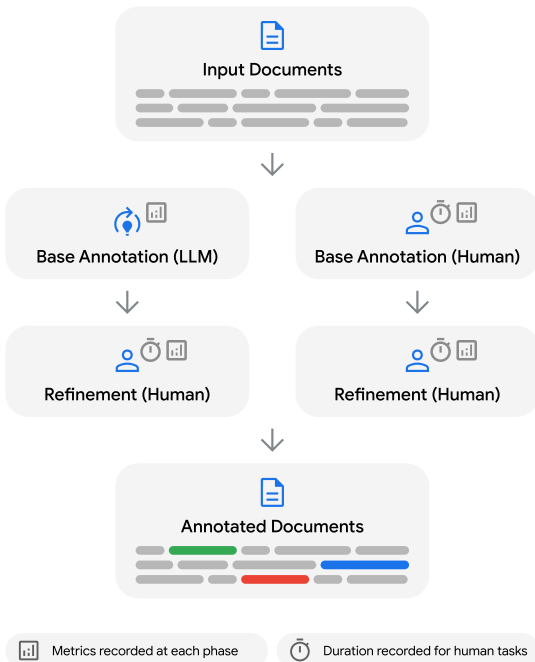 Input Documents
Base Annotation (LLM)
Base Annotation (Human)
Refinement (Human)
Refinement (Human)
Annotated Documents
Metrics recorded at each phase
Duration recorded for human tasks